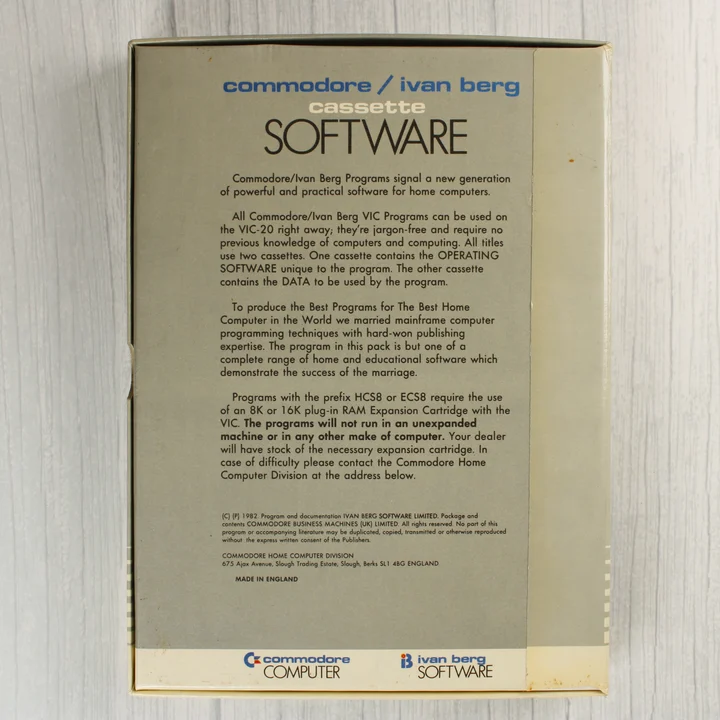 commodore / ivan berg
cassette
SOFTWARE
Commodore/Ivan Berg Programs signal a new generation
of powerful and practical software for home computers.
All Commodore/Ivan Berg VIC Programs can be used on
the VIC-20 right away; they're jargon-free and require no
previous knowledge of computers and computing. All titles
use two cassettes. One cassette contains the OPERATING
SOFTWARE unique to the program. The other cassette
contains the DATA to be used by the program.
To produce the Best Programs for The Best Home
Computer in the World we married mainframe computer
programming techniques with hard-won publishing
expertise. The program in this pack is but one of a
complete range of home and educational software which
demonstrate the success of the marriage.
Programs with the prefix HCS8 or ECS8 require the use
of an 8K or 16K plug-in RAM Expansion Cartridge with the
VIC. The programs will not run in an unexpanded
machine or in any other make of computer. Your dealer
will have stock of the necessary expansion cartridge. In
case of difficulty please contact the Commodore Home
Computer Division at the address below.
(C) (P) 1982. Program and documentation IVAN BERG SOFTWARE LIMITED. Package and
contents COMMODORE BUSINESS MACHINES (UK) LIMITED. All rights reserved. No part of this
program or accompanying literature may be duplicated, copied, transmitted or otherwise reproduced
without the express written consent of the Publishers.
COMMODORE HOME COMPUTER DIVISION
675 Ajax Avenue, Slough Trading Estate, Slough, Berks SL1 4BG ENGLAND.
MADE IN ENGLAND
commodore
COMPUTER
ivan berg
SOFTWARE